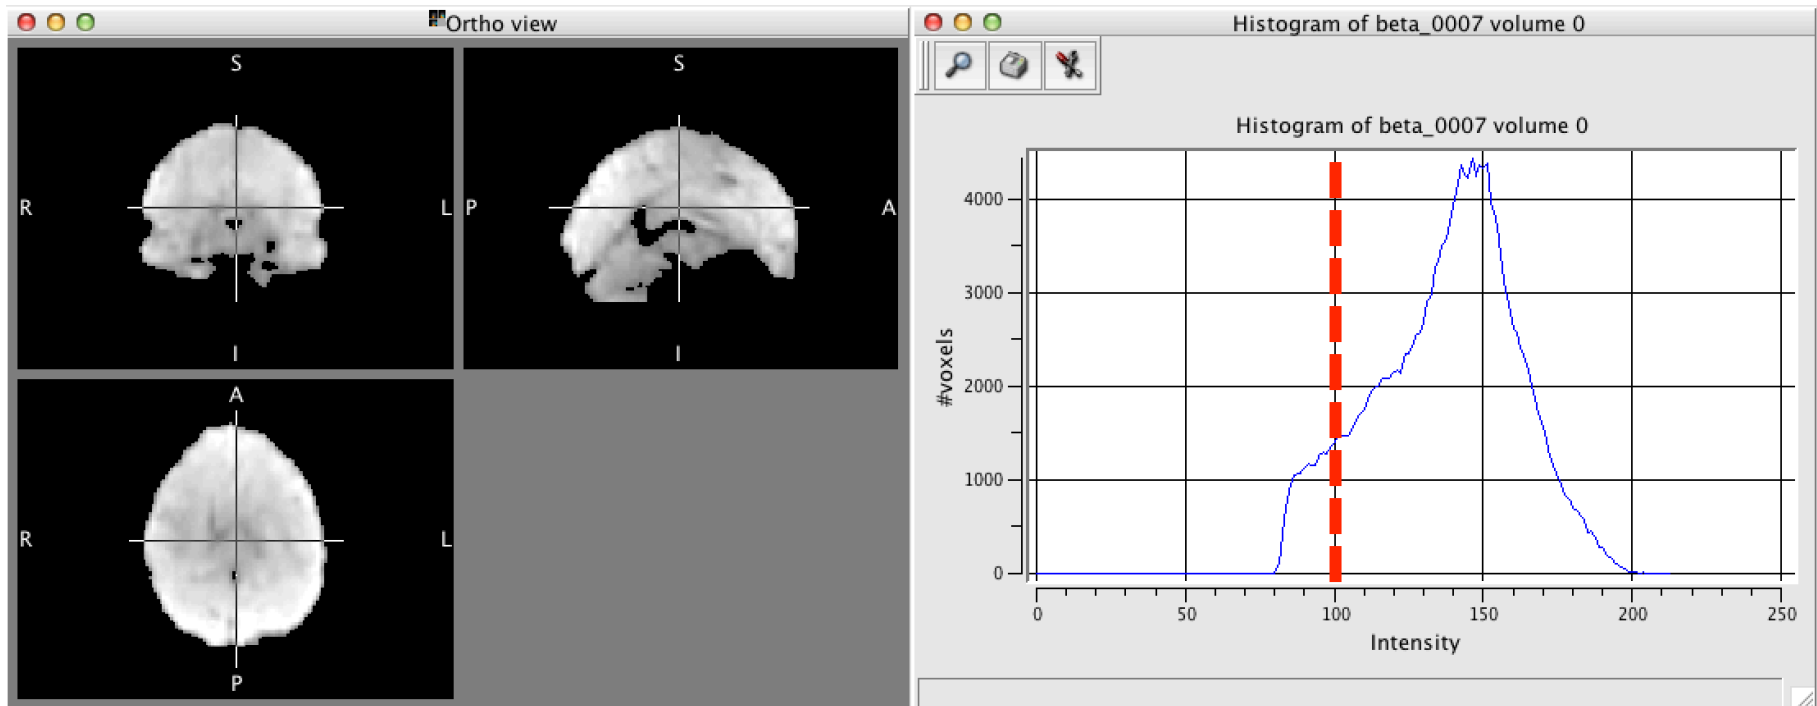 Ortho view
S
R
L
I
S
P
A
I
A
R
L
P
Histogram of beta_0007 volume 0
Histogram of beta_0007 volume 0
#voxels
4000
3000
2000
1000
0
0 50 100 150 200 250
Intensity